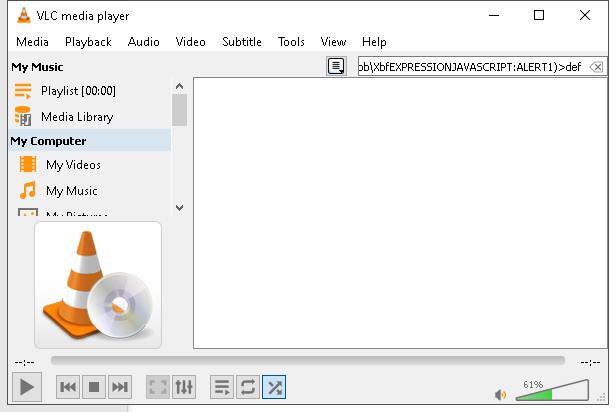 VLC media player
Media Playback Audio Video Subtitle Tools View Help
My Music
ob\XbfEXPRESSIONJAVASCRIPT:ALERT1)>def
Playlist [00:00]
Media Library
My Computer
My Videos
My Music
My Pictures
--:--
--:--
61%